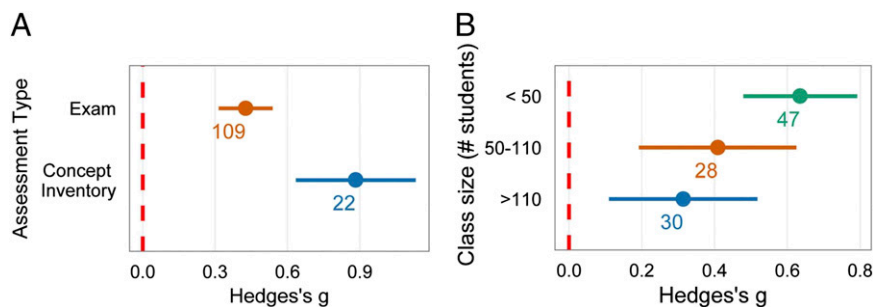 A
Assessment Type
Exam
109
Concept
Inventory
22
0.0 0.3 0.6 0.9
Hedges's g
B
Class size (# students)
< 50
47
50-110
28
>110
30
0.0 0.2 0.4 0.6 0.8
Hedges's g